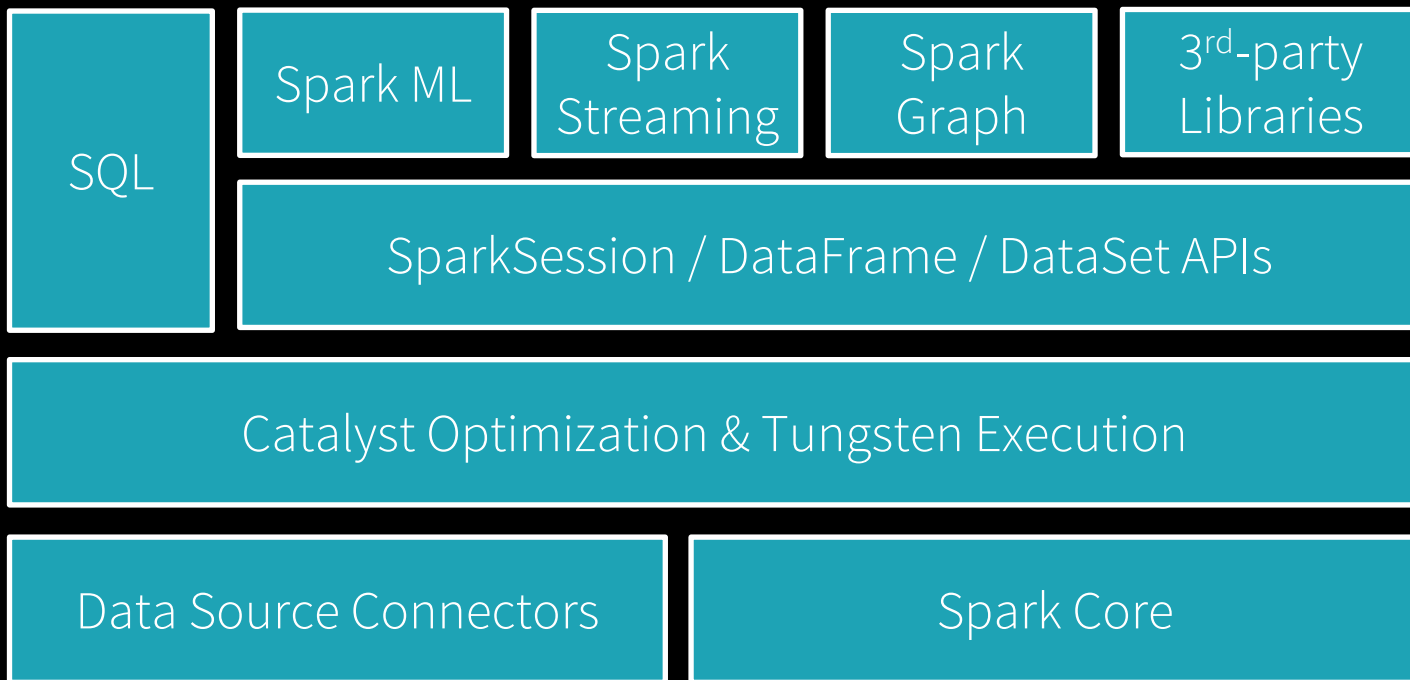 SQL
Spark ML
Spark
Streaming
Spark
Graph
3rd-party
Libraries
SparkSession / DataFrame / DataSet APIs
Catalyst Optimization & Tungsten Execution
Data Source Connectors
Spark Core